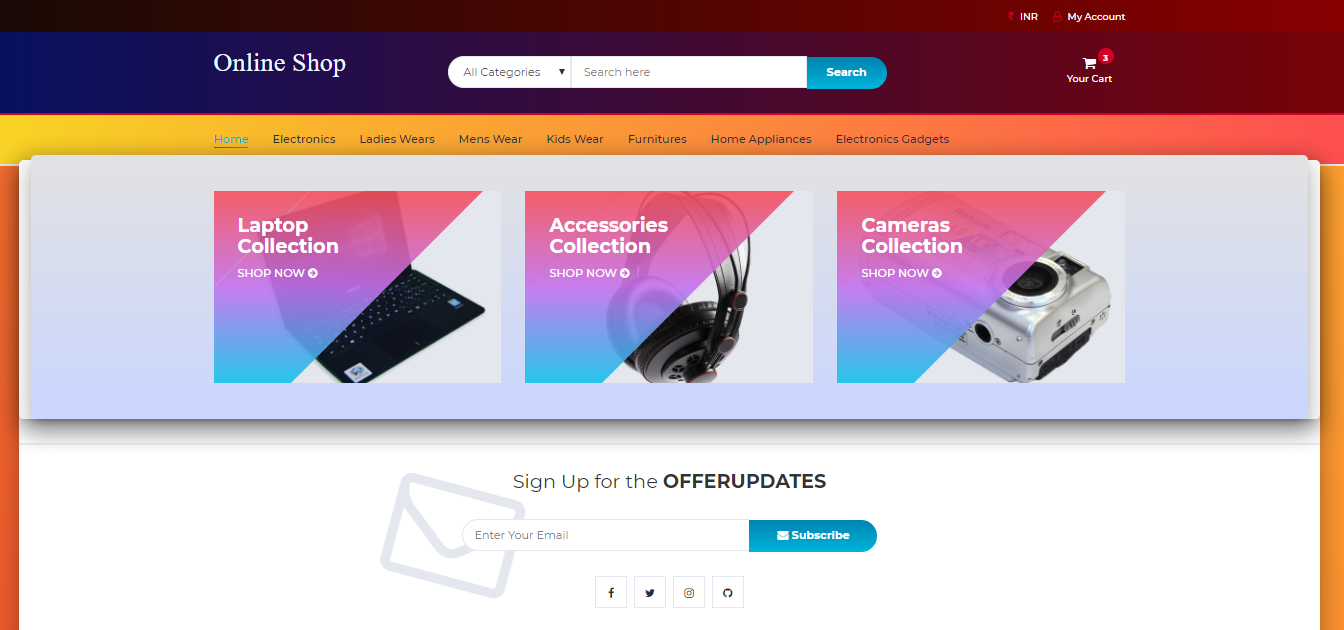 ₹ INR My Account
Online Shop
All Categories ▼ Search here Search
3
Your Cart
Home Electronics Ladies Wears Mens Wear Kids Wear Furnitures Home Appliances Electronics Gadgets
Laptop
Collection
SHOP NOW
Accessories
Collection
SHOP NOW
Cameras
Collection
SHOP NOW
Sign Up for the OFFERUPDATES
Enter Your Email Subscribe